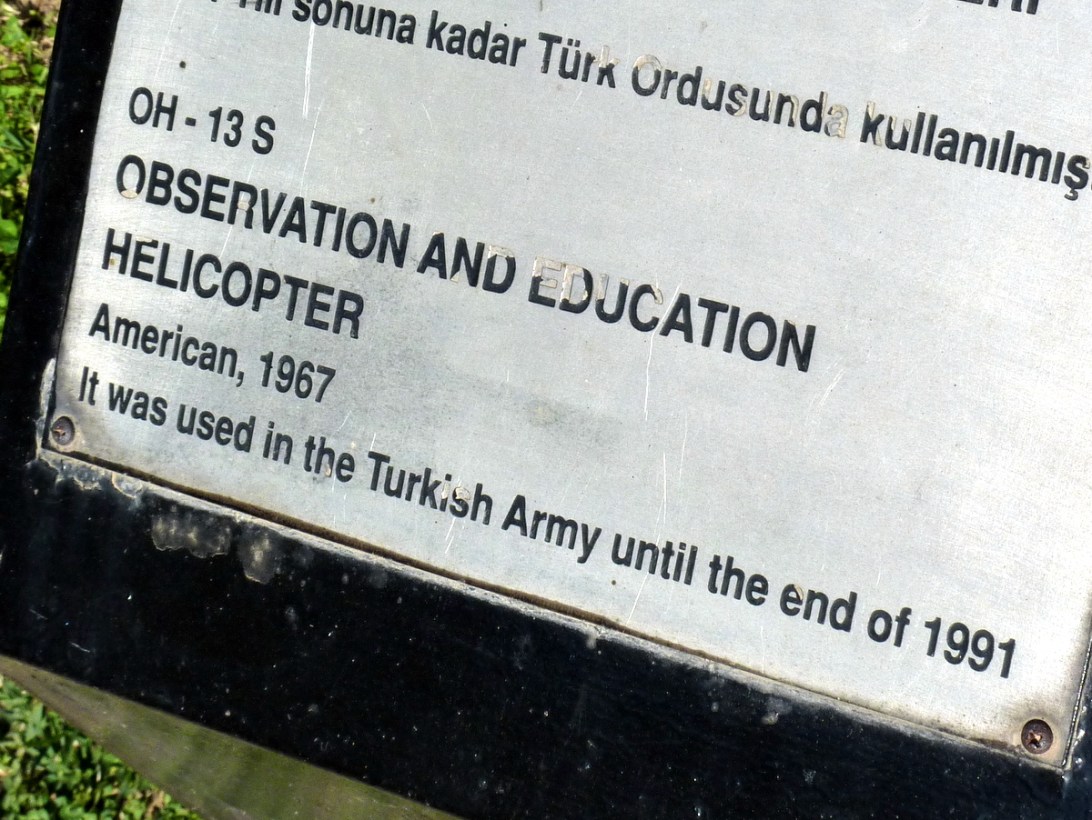 sonuna kadar Türk Ordusunda kullanılmış
OH - 13 S
OBSERVATION AND EDUCATION
HELICOPTER
American, 1967
It was used in the Turkish Army until the end of 1991